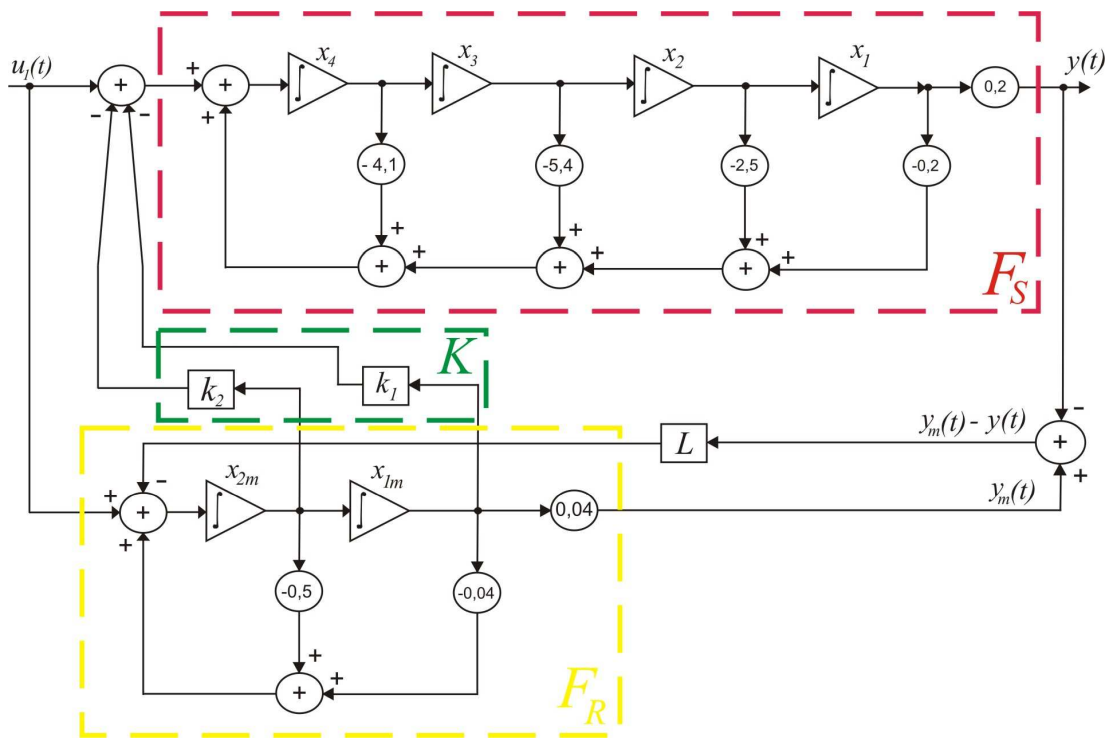 u1(t)
+
-
-
+
+
+
∫
x4
∫
x3
∫
x2
∫
x1
0,2
y(t)
- 4,1
-5,4
-2,5
-0,2
+
+
+
+
+
+
+
+
+
FS
K
k2
k1
-
ym(t) - y(t)
+
+
L
x2m
x1m
-
+
+
+
∫
∫
0,04
ym(t)
-0,5
-0,04
+
+
+
FR